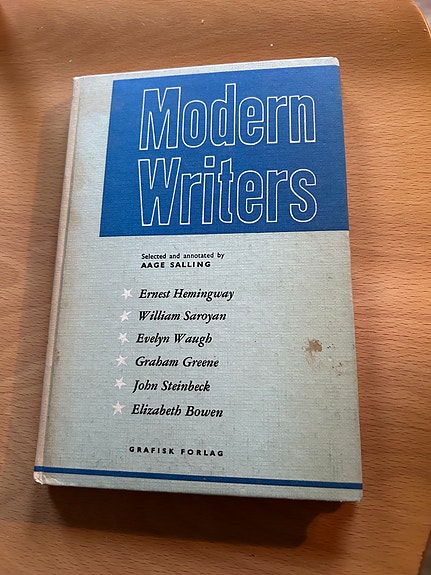 Modern
Writers
Selected and annotated by
AAGE SALLING
Ernest Hemingway
William Saroyan
Evelyn Waugh
Graham Greene
John Steinbeck
Elizabeth Bowen
GRAFISK FORLAG